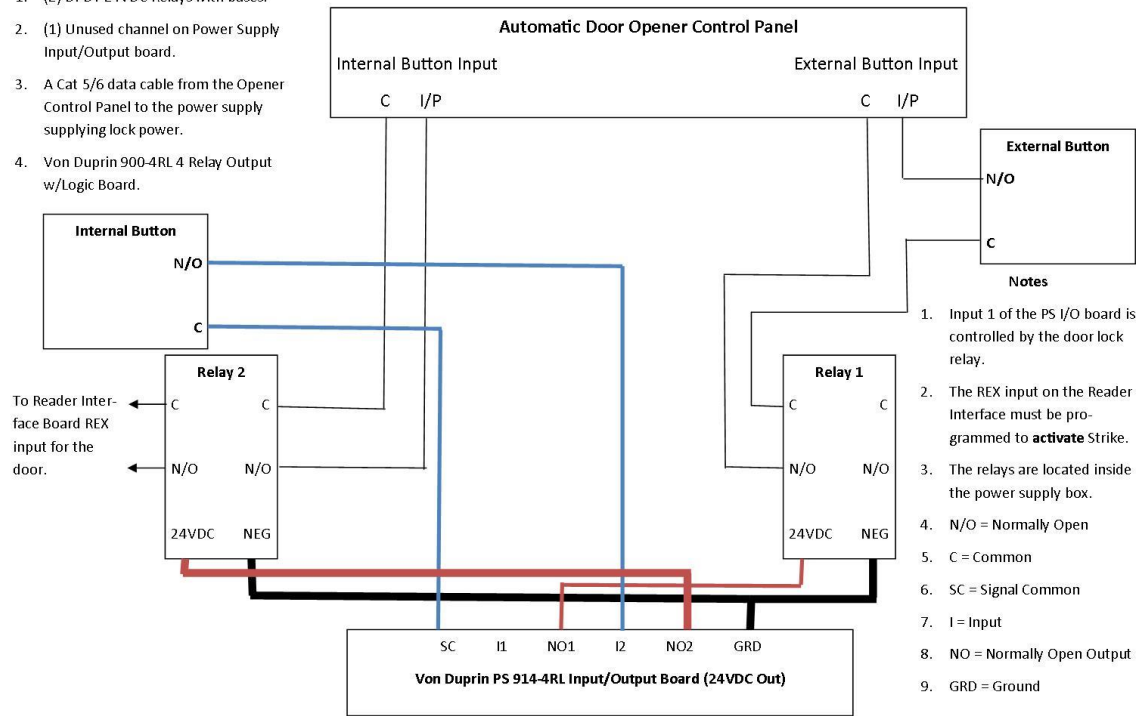 1. (2) DPDT 24VDC Relays with bases.
2. (1) Unused channel on Power Supply
Input/Output board.
3. A Cat 5/6 data cable from the Opener
Control Panel to the power supply
supplying lock power.
4. Von Duprin 900-4RL 4 Relay Output
w/Logic Board.
Automatic Door Opener Control Panel
Internal Button Input
External Button Input
C I/P
C I/P
External Button
N/O
C
Internal Button
N/O
C
Relay 2
C C
N/O N/O
24VDC NEG
To Reader Inter-
face Board REX
input for the
door.
Relay 1
C C
N/O N/O
24VDC NEG
Notes
1. Input 1 of the PS I/O board is
controlled by the door lock
relay.
2. The REX input on the Reader
Interface must be pro-
grammed to activate Strike.
3. The relays are located inside
the power supply box.
4. N/O = Normally Open
5. C = Common
6. SC = Signal Common
7. I = Input
8. NO = Normally Open Output
9. GRD = Ground
SC I1 NO1 I2 NO2 GRD
Von Duprin PS 914-4RL Input/Output Board (24VDC Out)